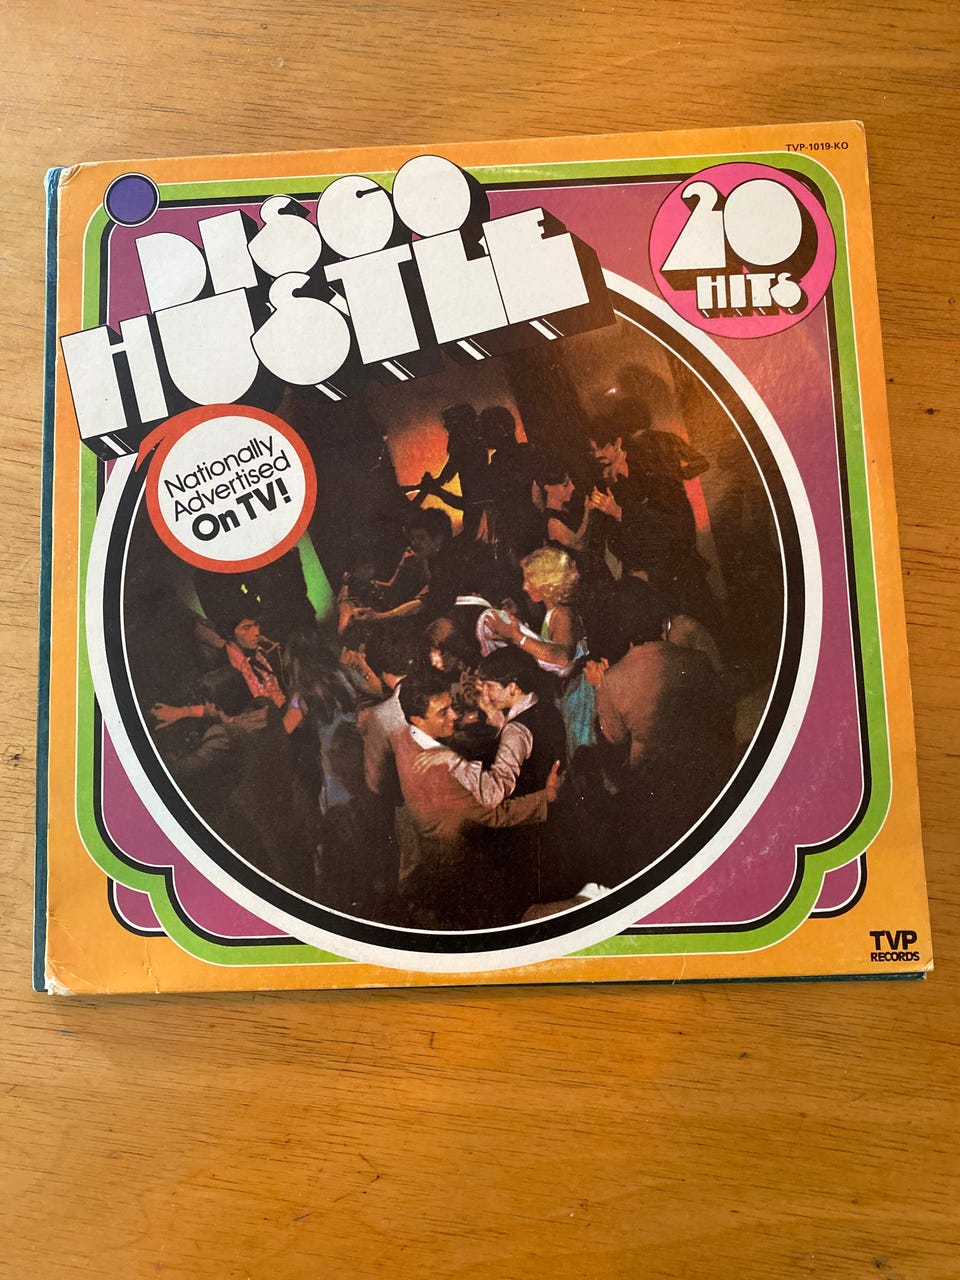 TVP-1019-KO
DISCO
HUSTLE
20
HITS
Nationally
Advertised
On TV!
TVP
RECORDS